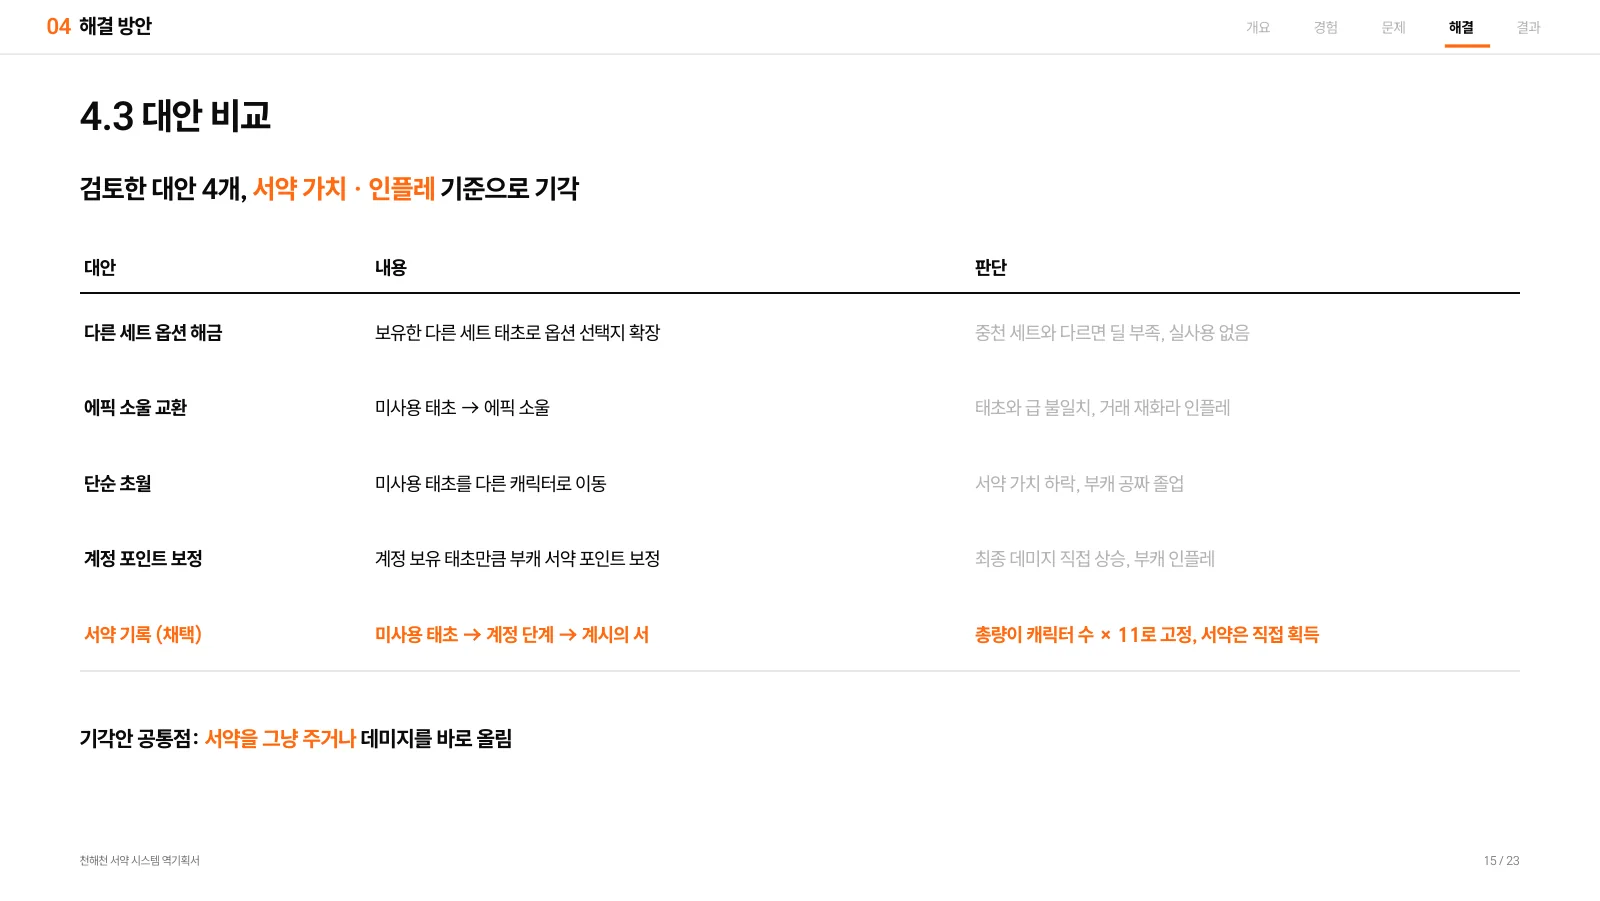 04 해결 방안
개요 경험 문제 해결 결과
4.3 대안 비교
검토한 대안 4개, 서약 가치 · 인플레 기준으로 기각
대안 내용 판단
다른 세트 옵션 해금 보유한 다른 세트 태초로 옵션 선택지 확장 중천 세트와 다르면 딜 부족, 실사용 없음
에픽 소울 교환 미사용 태초 → 에픽 소울 태초와 급 불일치, 거래 재화라 인플레
단순 초월 미사용 태초를 다른 캐릭터로 이동 서약 가치 하락, 부캐 공짜 졸업
계정 포인트 보정 계정 보유 태초만큼 부캐 서약 포인트 보정 최종 데미지 직접 상승, 부캐 인플레
서약 기록 (채택) 미사용 태초 → 계정 단계 → 계시의 서 총량이 캐릭터 수 × 11로 고정, 서약은 직접 획득
기각안 공통점: 서약을 그냥 주거나 데미지를 바로 올림
천해천 서약 시스템 역기획서 15 / 23